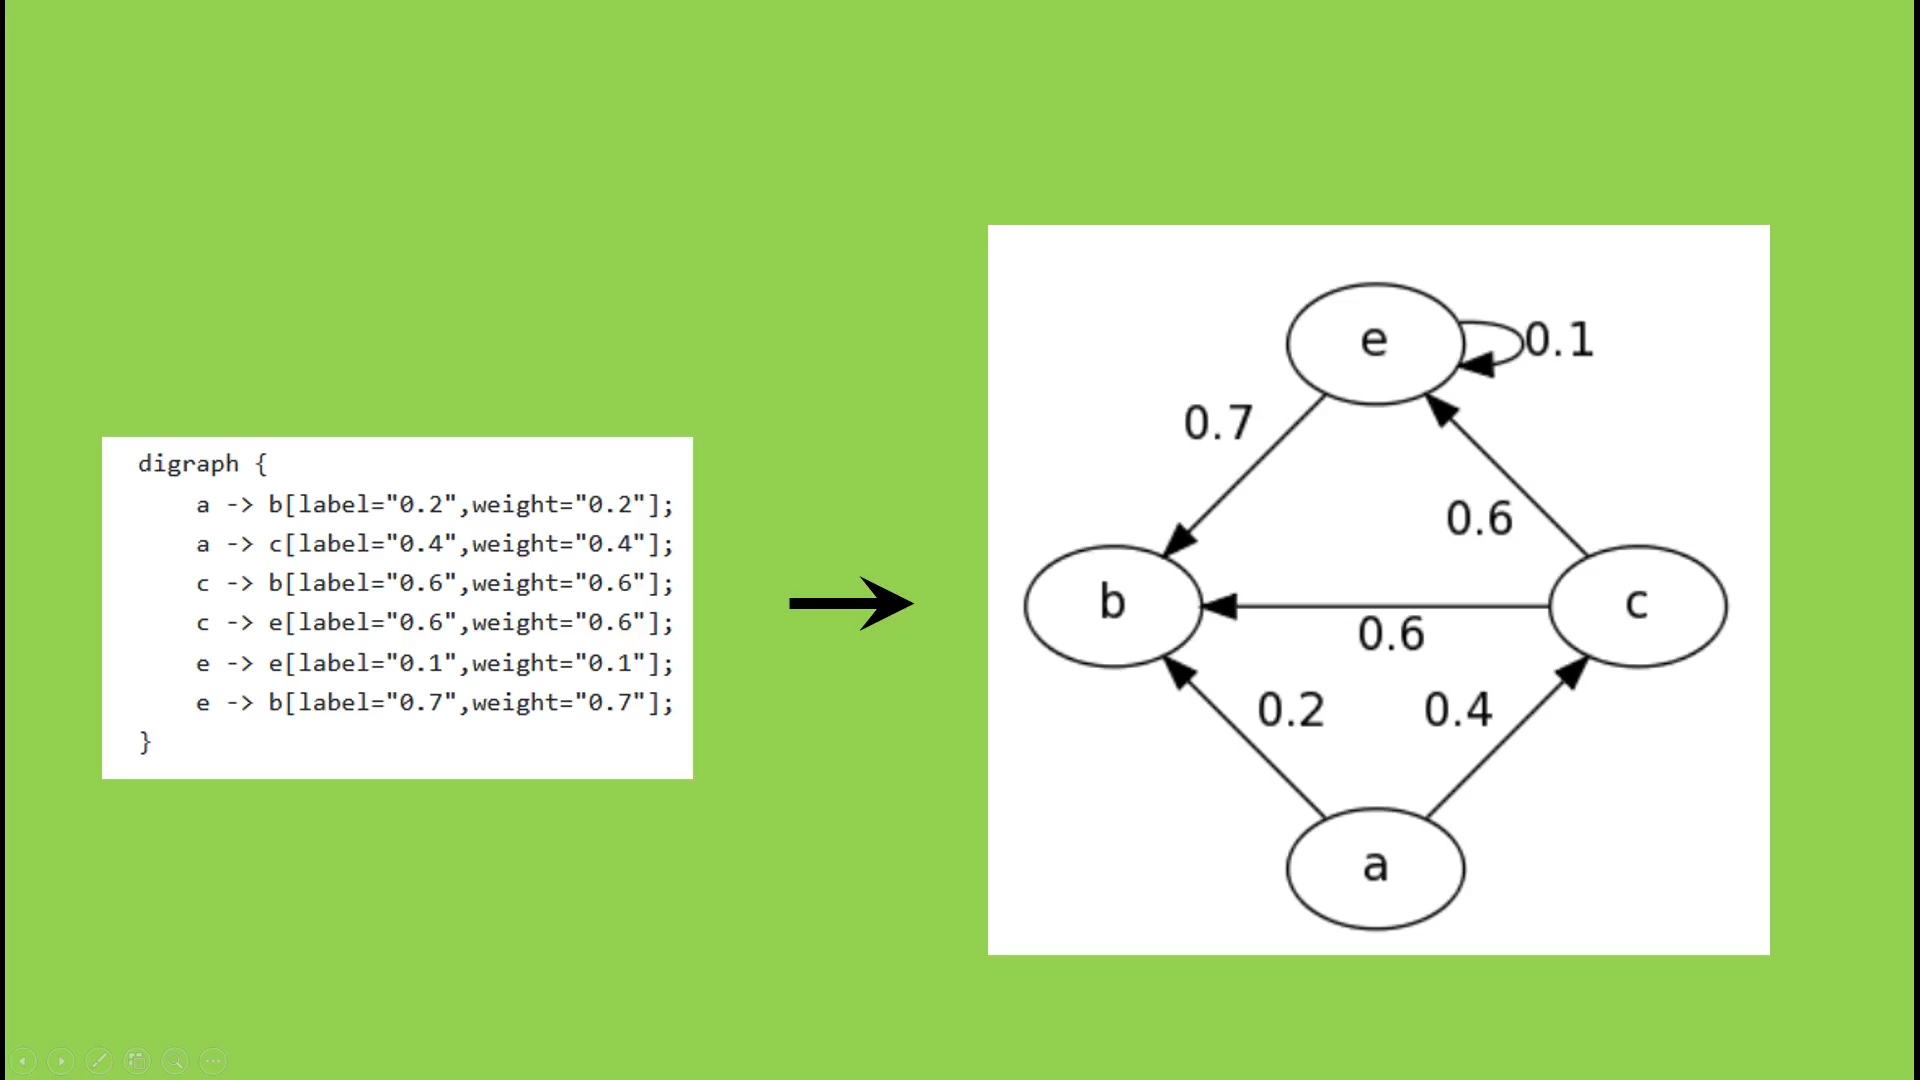 digraph {
a -> b[label="0.2",weight="0.2"];
a -> c[label="0.4",weight="0.4"];
c -> b[label="0.6",weight="0.6"];
c -> e[label="0.6",weight="0.6"];
e -> e[label="0.1",weight="0.1"];
e -> b[label="0.7",weight="0.7"];
}
e
0.1
0.7
0.6
b
c
0.6
0.2
0.4
a